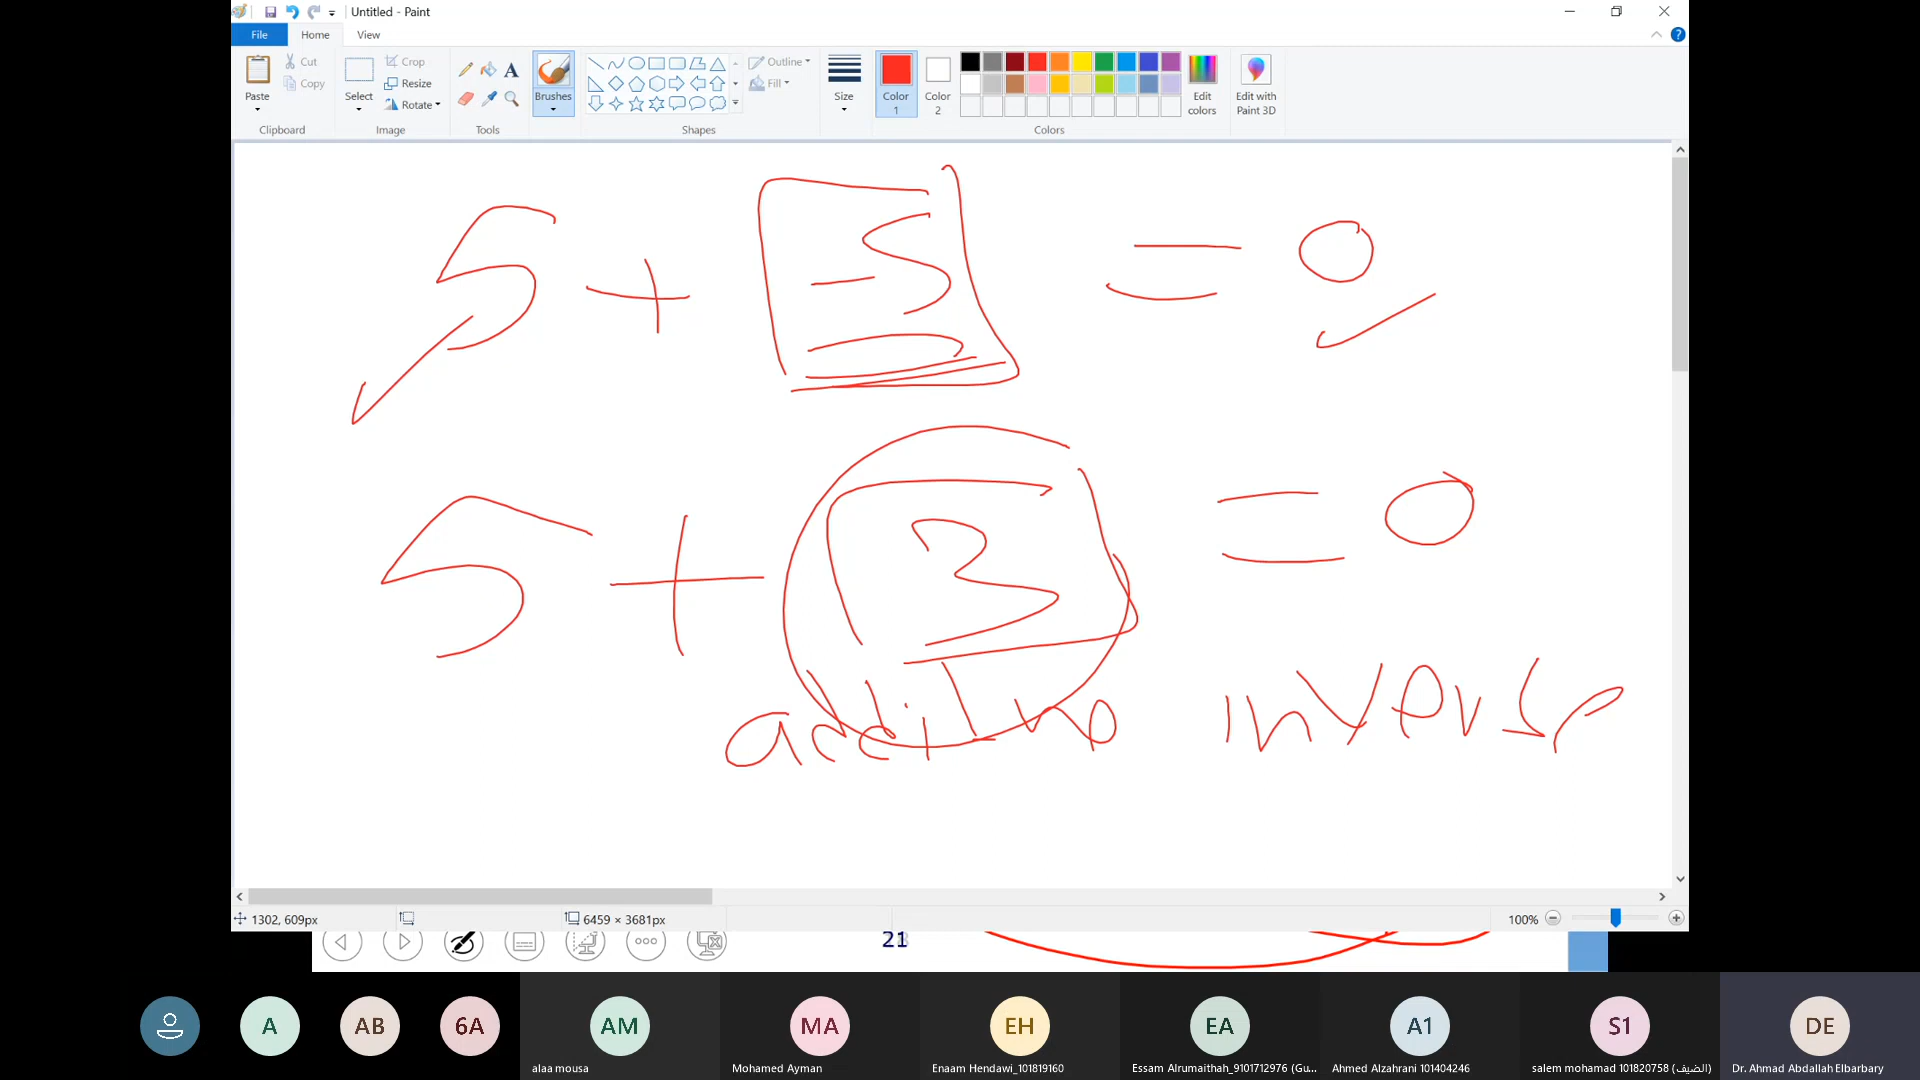 Untitled - Paint
File Home View
Paste Cut Copy Clipboard
Select Crop Resize Rotate Image
A Tools
Brushes
Outline Fill Shapes
Size
Color 1 Color 2 Edit colors Edit with Paint 3D Colors
5 + -5 = 0
5 + 3 = 0
inverse
1302, 609px 6459 × 3681px 100%
21
A AB 6A AM MA EH EA A1 S1 DE
alaa mousa Mohamed Ayman Enaam Hendawi_101819160 Essam Alrumaithah_9101712976 (Gu... Ahmed Alzahrani 101404246 salem mohamad 101820758 (الضيف) Dr. Ahmad Abdallah Elbarbary